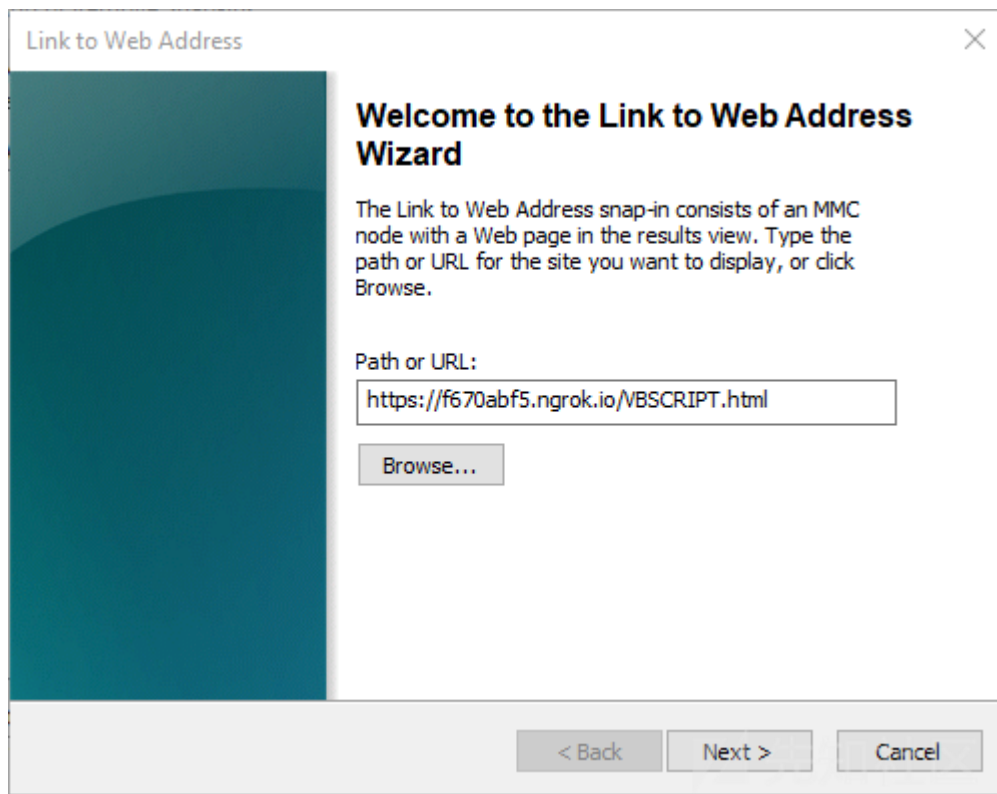 Link to Web Address
Welcome to the Link to Web Address
Wizard
The Link to Web Address snap-in consists of an MMC
node with a Web page in the results view. Type the
path or URL for the site you want to display, or click
Browse.
Path or URL:
https://f670abf5.ngrok.io/VBSCRIPT.html
Browse...
< Back
Next >
Cancel